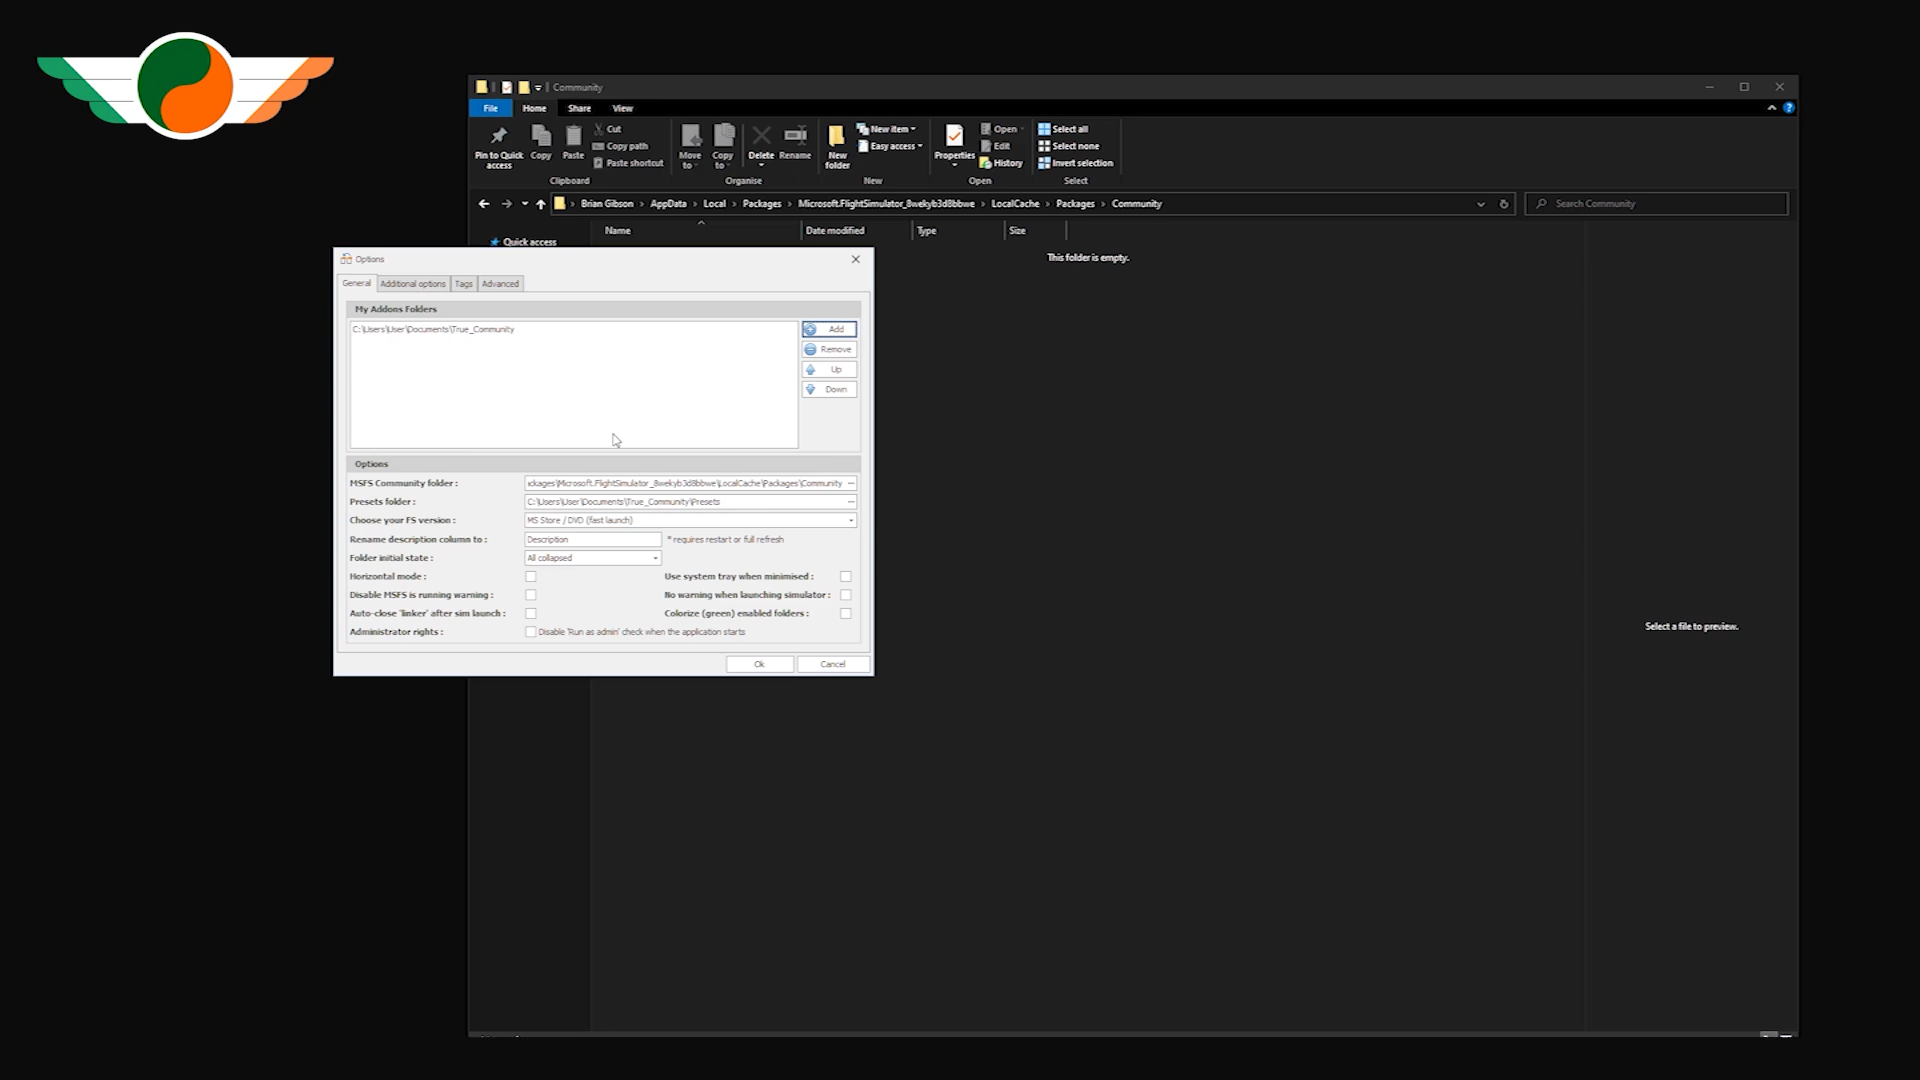 Community
File Home Share View
Pin to Quick access
Copy
Paste
Cut
Copy path
Paste shortcut
Move to
Copy to
Delete
Rename
New folder
New item
Easy access
Properties
Open
Edit
History
Select all
Select none
Invert selection
Clipboard Organise New Open Select
Brian Gibson > AppData > Local > Packages > Microsoft.FlightSimulator_8wekyb3d8bbwe > LocalCache > Packages > Community
Search Community
Quick access
Name Date modified Type Size
This folder is empty.
Select a file to preview.
Options
General Additional options Tags Advanced
My Addons Folders
C:\Users\User\Documents\True_Community
Add
Remove
Up
Down
Options
MSFS Community folder : ckages\Microsoft.FlightSimulator_8wekyb3d8bbwe\LocalCache\Packages\Community ...
Presets folder : C:\Users\User\Documents\True_Community\Presets ...
Choose your FS version : MS Store / DVD (fast launch)
Rename description column to : Description * requires restart or full refresh
Folder initial state : All collapsed
Horizontal mode : Use system tray when minimised :
Disable MSFS is running warning : No warning when launching simulator :
Auto-close 'linker' after sim launch : Colorize (green) enabled folders :
Administrator rights : Disable 'Run as admin' check when the application starts
Ok Cancel